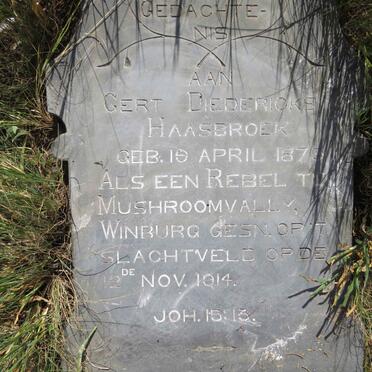 GEDACHTE-
NIS
AAN
GERT DIEDERICKS
HAASBROEK
GEB. 19 APRIL
ALS EEN REBEL
MUSHROOMVALLY,
WINBURG GESN. OP 'T
SLACHTVELD OP DE
12DE NOV. 1914.
JOH. 15:13.